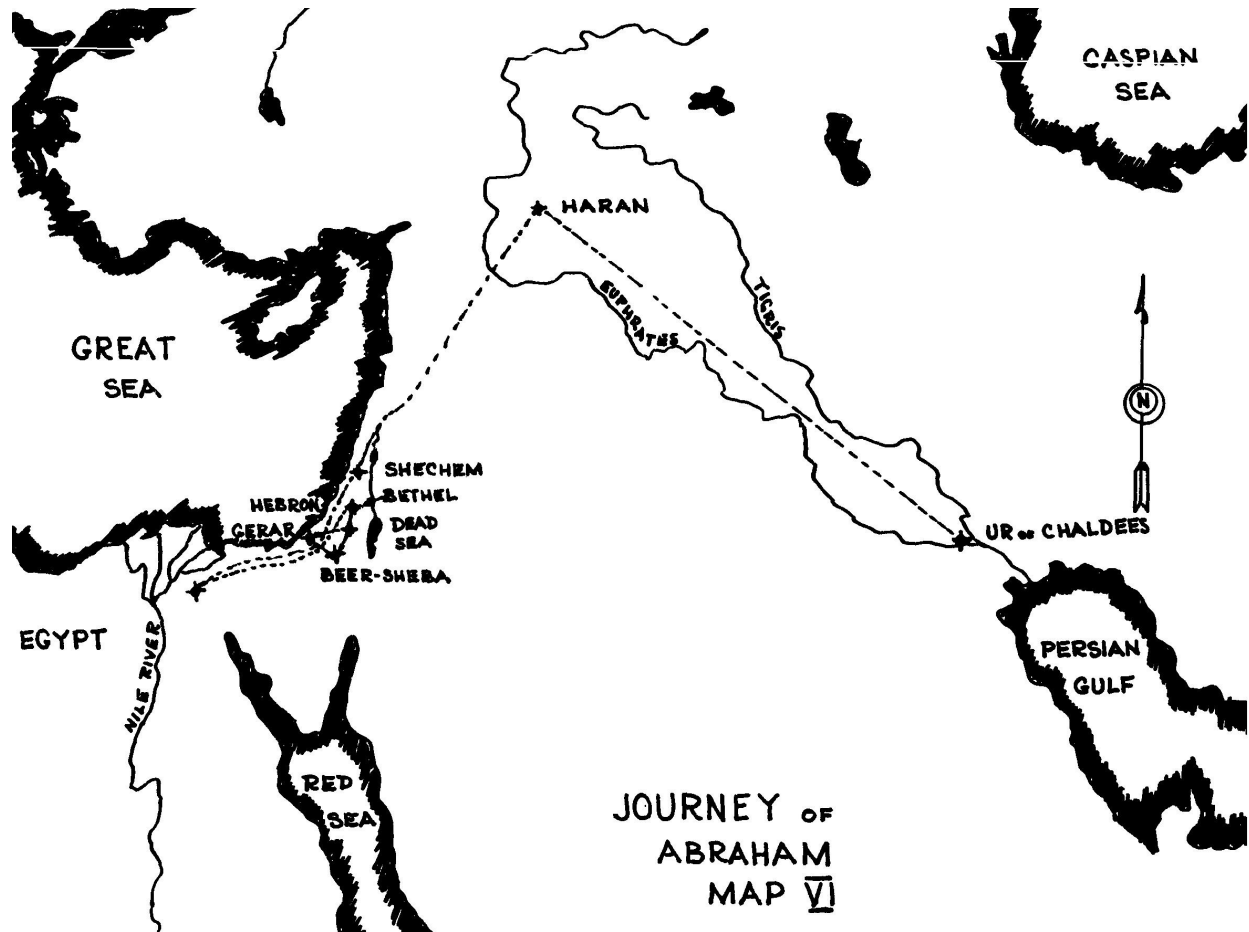 CASPIAN
SEA
HARAN
EUPHRATES
TIGRIS
GREAT
SEA
N
SHECHEM
HEBRON
BETHEL
GERAR
DEAD
SEA
UR OF CHALDEES
BEER-SHEBA
EGYPT
NILE RIVER
PERSIAN
GULF
RED
SEA
JOURNEY OF
ABRAHAM
MAP VI